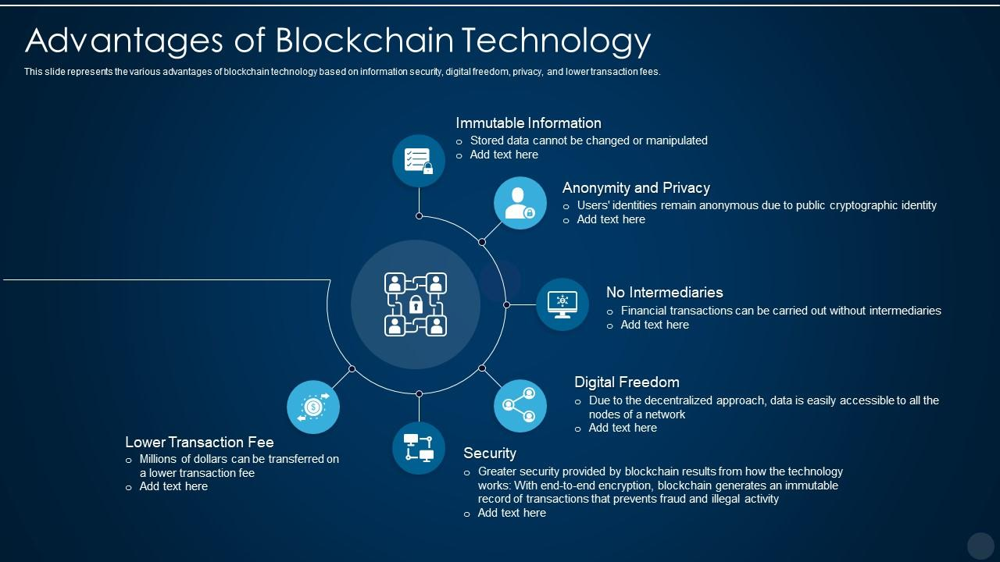 Advantages of Blockchain Technology
This slide represents the various advantages of blockchain technology based on information security, digital freedom, privacy, and lower transaction fees.
Immutable Information
o Stored data cannot be changed or manipulated
o Add text here
Anonymity and Privacy
o Users' identities remain anonymous due to public cryptographic identity
o Add text here
No Intermediaries
o Financial transactions can be carried out without intermediaries
o Add text here
Digital Freedom
o Due to the decentralized approach, data is easily accessible to all the
nodes of a network
o Add text here
Security
o Greater security provided by blockchain results from how the technology
works: With end-to-end encryption, blockchain generates an immutable
record of transactions that prevents fraud and illegal activity
o Add text here
Lower Transaction Fee
o Millions of dollars can be transferred on
a lower transaction fee
o Add text here
$